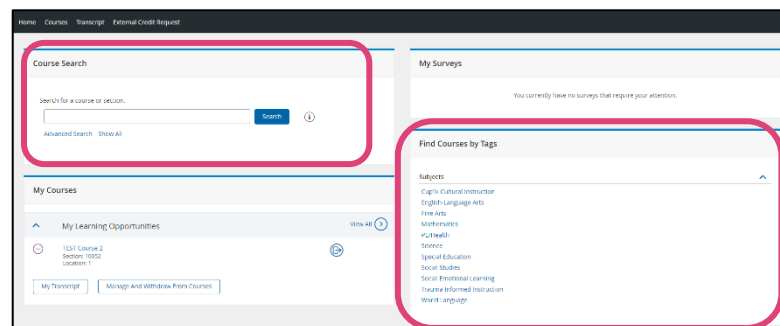 Home Courses Transcript External Credit Request
Course Search
Search for a course or section.
Search
Advanced Search Show All
My Courses
My Learning Opportunities View All
TEST Course 2
Section: 10052
Location: 1
My Transcript Manage And Withdraw From Courses
My Surveys
You currently have no surveys that require your attention.
Find Courses by Tags
Subjects
Cup'ik Cultural Instruction
English-Language Arts
Fine Arts
Mathematics
PE/Health
Science
Special Education
Social Studies
Social Emotional Learning
Trauma Informed Instruction
World Language